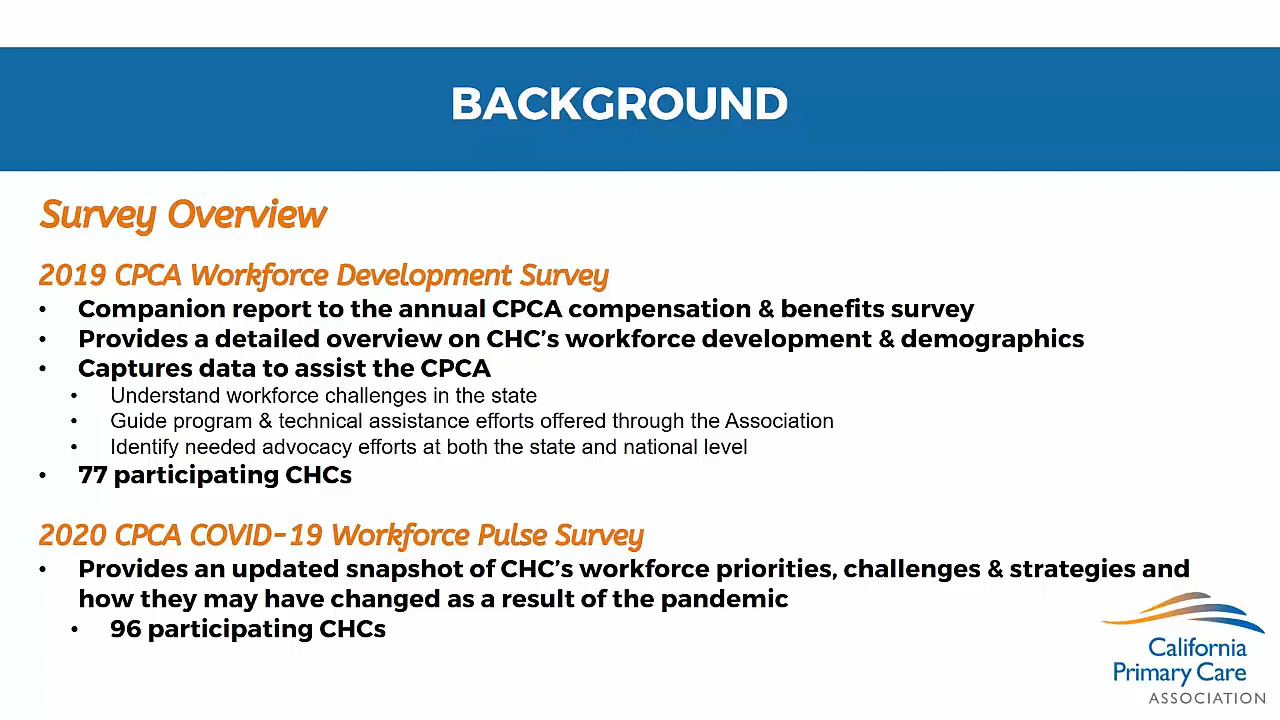 BACKGROUND
Survey Overview
2019 CPCA Workforce Development Survey
• Companion report to the annual CPCA compensation & benefits survey
• Provides a detailed overview on CHC's workforce development & demographics
• Captures data to assist the CPCA
• Understand workforce challenges in the state
• Guide program & technical assistance efforts offered through the Association
• Identify needed advocacy efforts at both the state and national level
• 77 participating CHCs
2020 CPCA COVID-19 Workforce Pulse Survey
• Provides an updated snapshot of CHC's workforce priorities, challenges & strategies and
how they may have changed as a result of the pandemic
• 96 participating CHCs
California
Primary Care
ASSOCIATION